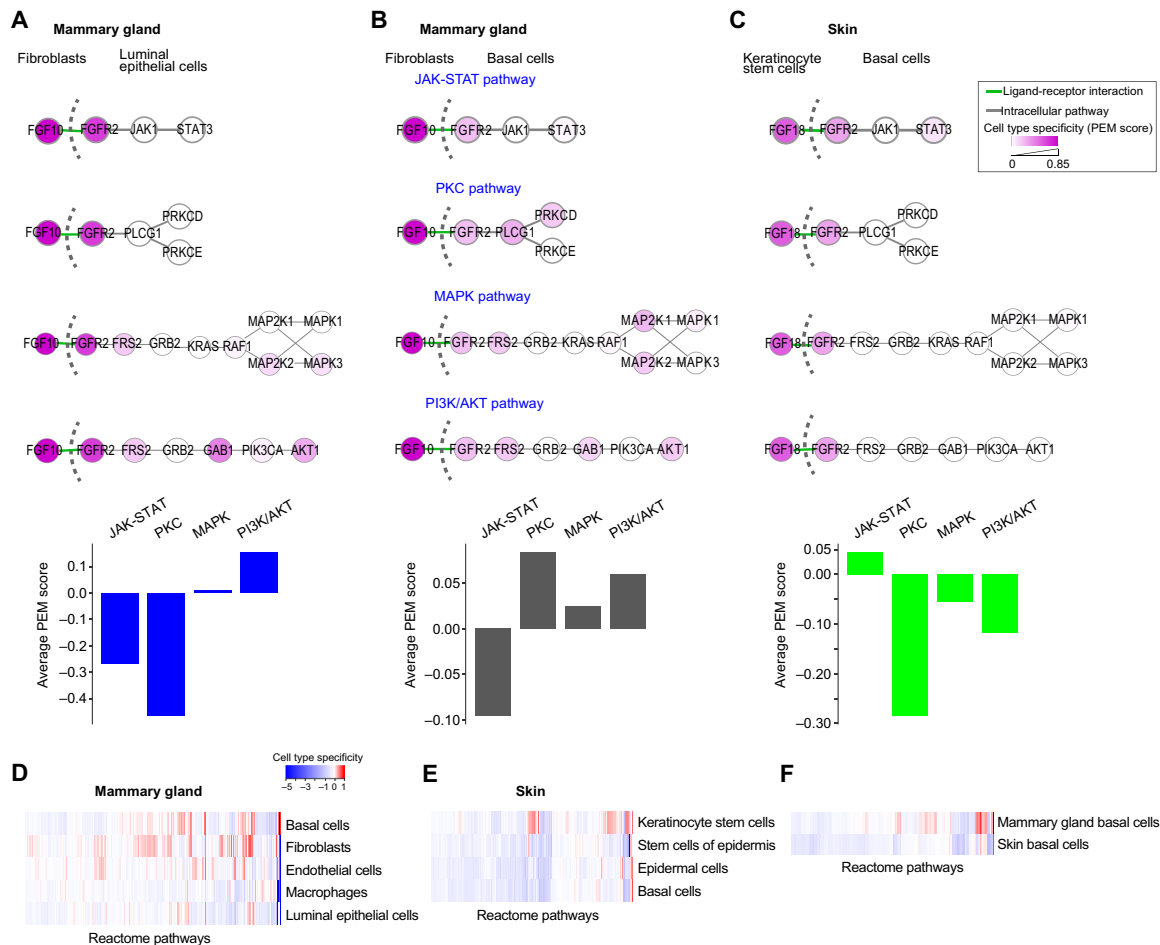 A
Mammary gland
Fibroblasts
Luminal
epithelial cells
B
Mammary gland
Fibroblasts
Basal cells
C
Skin
Keratinocyte
stem cells
Basal cells
Ligand-receptor interaction
Intracellular pathway
Cell type specificity (PEM score)
0
0.85
JAK-STAT pathway
FGF10 FGFR2 JAK1 STAT3
FGF10 FGFR2 JAK1 STAT3
FGF18 FGFR2 JAK1 STAT3
PKC pathway
FGF10 FGFR2 PLCG1 PRKCD PRKCE
FGF10 FGFR2 PLCG1 PRKCD PRKCE
FGF18 FGFR2 PLCG1 PRKCD PRKCE
MAPK pathway
FGF10 FGFR2 FRS2 GRB2 KRAS RAF1 MAP2K1 MAPK1 MAP2K2 MAPK3
FGF10 FGFR2 FRS2 GRB2 KRAS RAF1 MAP2K1 MAPK1 MAP2K2 MAPK3
FGF18 FGFR2 FRS2 GRB2 KRAS RAF1 MAP2K1 MAPK1 MAP2K2 MAPK3
PI3K/AKT pathway
FGF10 FGFR2 FRS2 GRB2 GAB1 PIK3CA AKT1
FGF10 FGFR2 FRS2 GRB2 GAB1 PIK3CA AKT1
FGF18 FGFR2 FRS2 GRB2 GAB1 PIK3CA AKT1
JAK-STAT PKC MAPK PI3K/AKT
Average PEM score
0.1
0.0
−0.1
−0.2
−0.3
−0.4
JAK-STAT PKC MAPK PI3K/AKT
Average PEM score
0.05
0.00
−0.05
−0.10
JAK-STAT PKC MAPK PI3K/AKT
Average PEM score
0.05
0.00
−0.10
−0.20
−0.30
D
Mammary gland
Cell type specificity
−5 −3 −1 0 1
Basal cells
Fibroblasts
Endothelial cells
Macrophages
Luminal epithelial cells
Reactome pathways
E
Skin
Keratinocyte stem cells
Stem cells of epidermis
Epidermal cells
Basal cells
Reactome pathways
F
Mammary gland basal cells
Skin basal cells
Reactome pathways